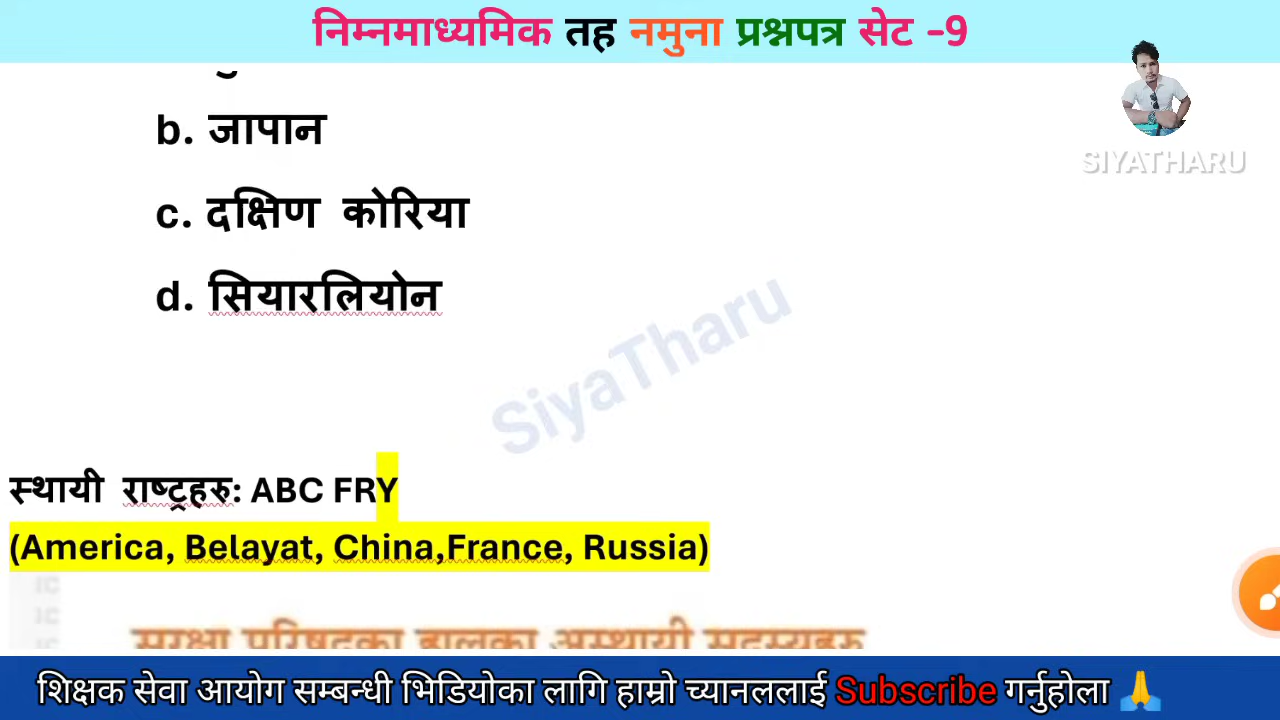 निम्नमाध्यमिक तह नमुना प्रश्नपत्र सेट -9
b. जापान
SIYATHARU
c. दक्षिण कोरिया
d. सियारलियोन
SiyaTharu
स्थायी राष्ट्रहरु: ABC FRY
(America, Belayat, China,France, Russia)
सुरक्षा परिषदका हालका अस्थायी सदस्यहरु
शिक्षक सेवा आयोग सम्बन्धी भिडियोका लागि हाम्रो च्यानललाई Subscribe गर्नुहोला 🙏